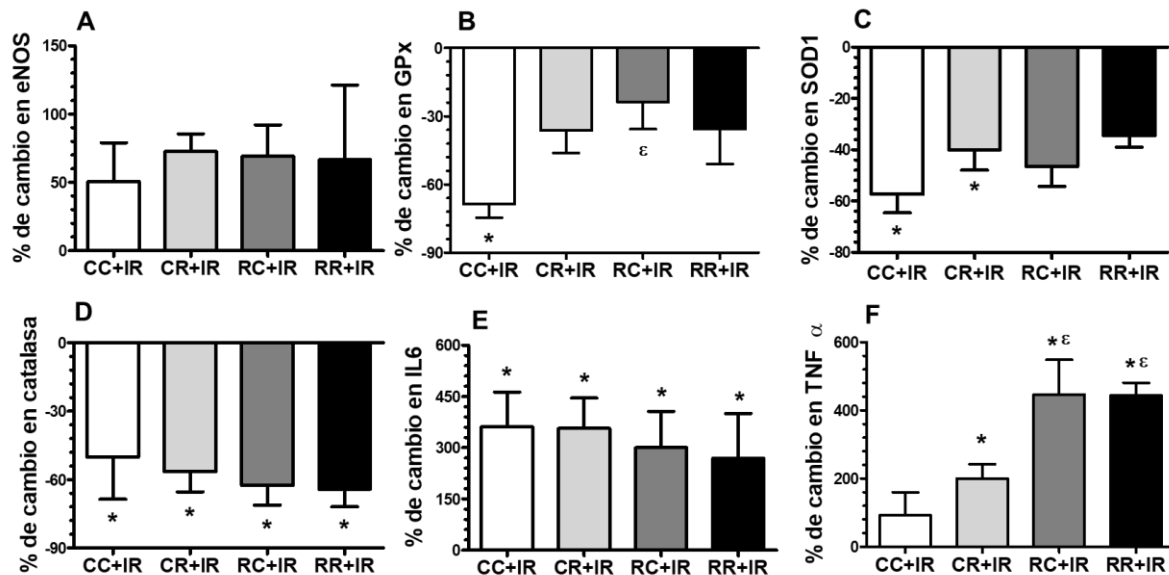 A
% de cambio en eNOS
150
100
50
0
CC+IR CR+IR RC+IR RR+IR
B
% de cambio en GPx
0
-30
-60
-90
*
ε
CC+IR CR+IR RC+IR RR+IR
C
% de cambio en SOD1
0
-20
-40
-60
-80
*
*
CC+IR CR+IR RC+IR RR+IR
D
% de cambio en catalasa
0
-30
-60
-90
* * * *
CC+IR CR+IR RC+IR RR+IR
E
% de cambio en IL6
600
450
300
150
0
* * * *
CC+IR CR+IR RC+IR RR+IR
F
% de cambio en TNF α
600
400
200
0
* *ε *ε
CC+IR CR+IR RC+IR RR+IR